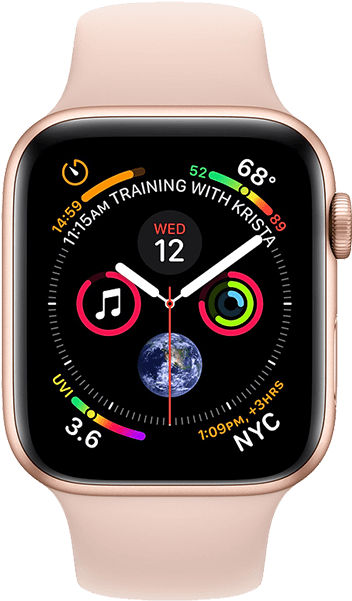 14:59
11:15AM TRAINING WITH KRISTA
52
68°
89
WED
12
UVI
3.6
1:09PM, +3HRS
NYC